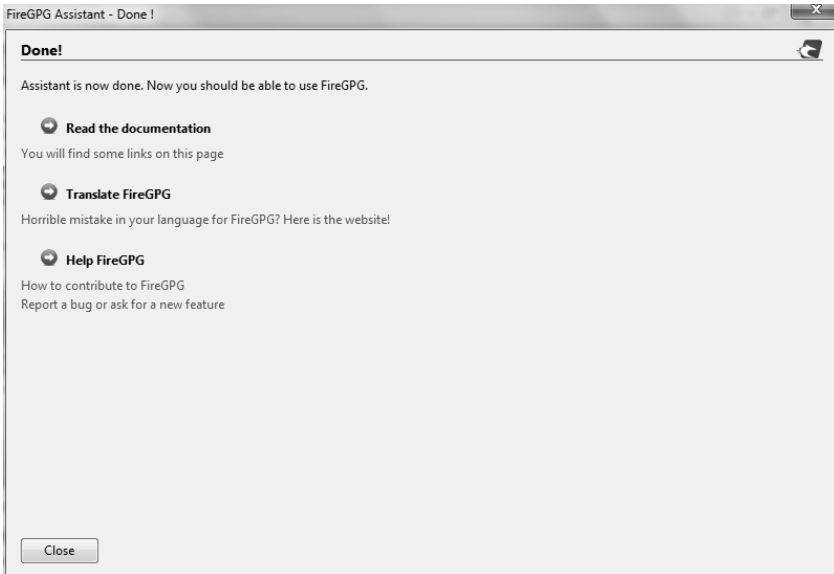 FireGPG Assistant - Done !
Done!
Assistant is now done. Now you should be able to use FireGPG.
Read the documentation
You will find some links on this page
Translate FireGPG
Horrible mistake in your language for FireGPG? Here is the website!
Help FireGPG
How to contribute to FireGPG
Report a bug or ask for a new feature
Close